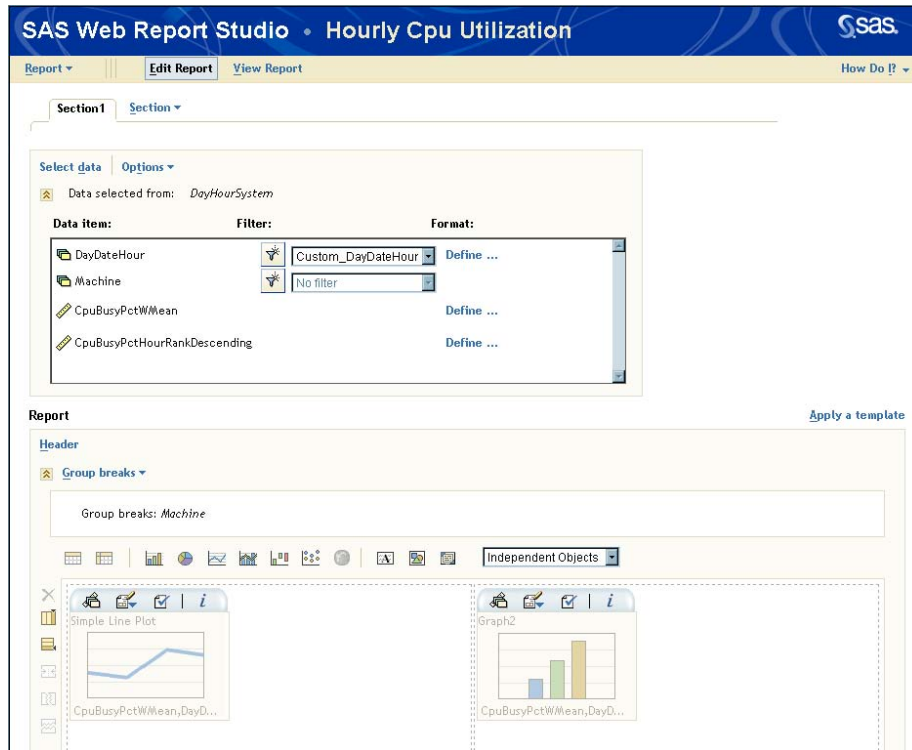 SAS Web Report Studio • Hourly Cpu Utilization
sas.
Report
Edit Report
View Report
How Do I?
Section1
Section
Select data
Options
Data selected from: DayHourSystem
Data item: Filter: Format:
DayDateHour Custom_DayDateHour Define ...
Machine No filter
CpuBusyPctWMean Define ...
CpuBusyPctHourRankDescending Define ...
Report
Apply a template
Header
Group breaks
Group breaks: Machine
A
Independent Objects
i
i
Simple Line Plot
Graph2
CpuBusyPctWMean,DayD...
CpuBusyPctWMean,DayD...